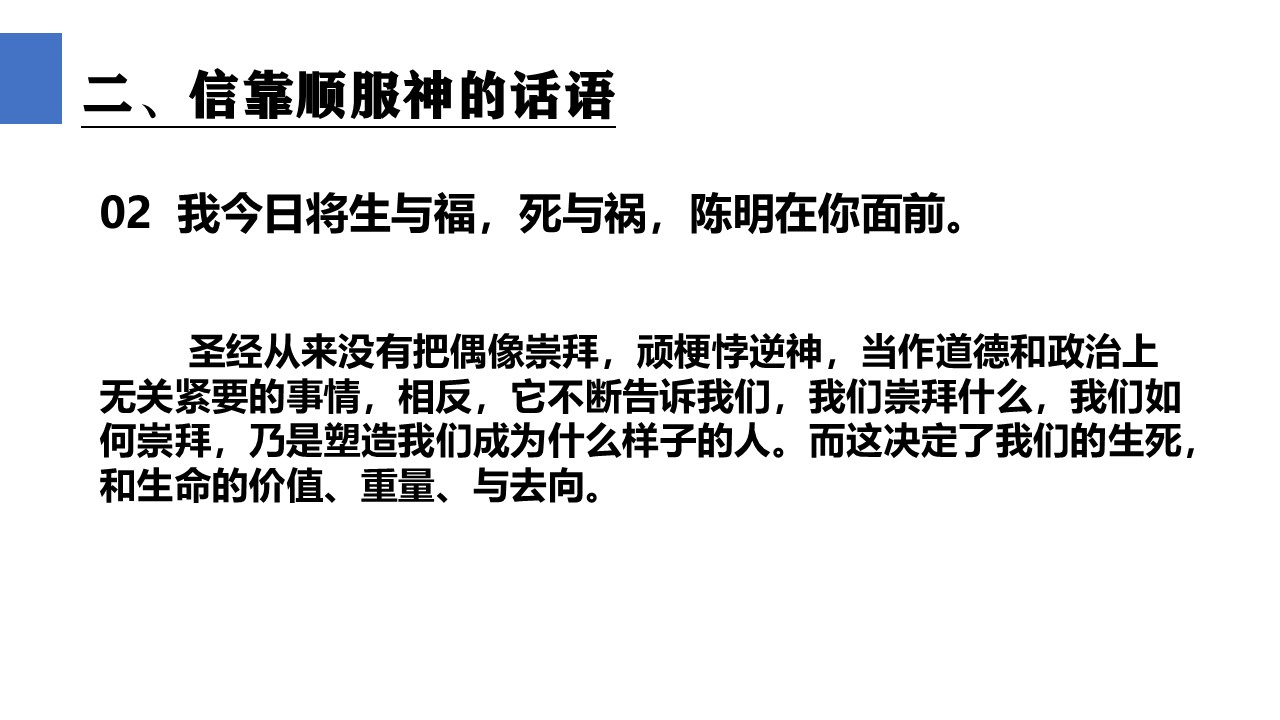 二、信靠顺服神的话语
02 我今日将生与福，死与祸，陈明在你面前。
圣经从来没有把偶像崇拜，顽梗悖逆神，当作道德和政治上
无关紧要的事情，相反，它不断告诉我们，我们崇拜什么，我们如
何崇拜，乃是塑造我们成为什么样子的人。而这决定了我们的生死，
和生命的价值、重量、与去向。